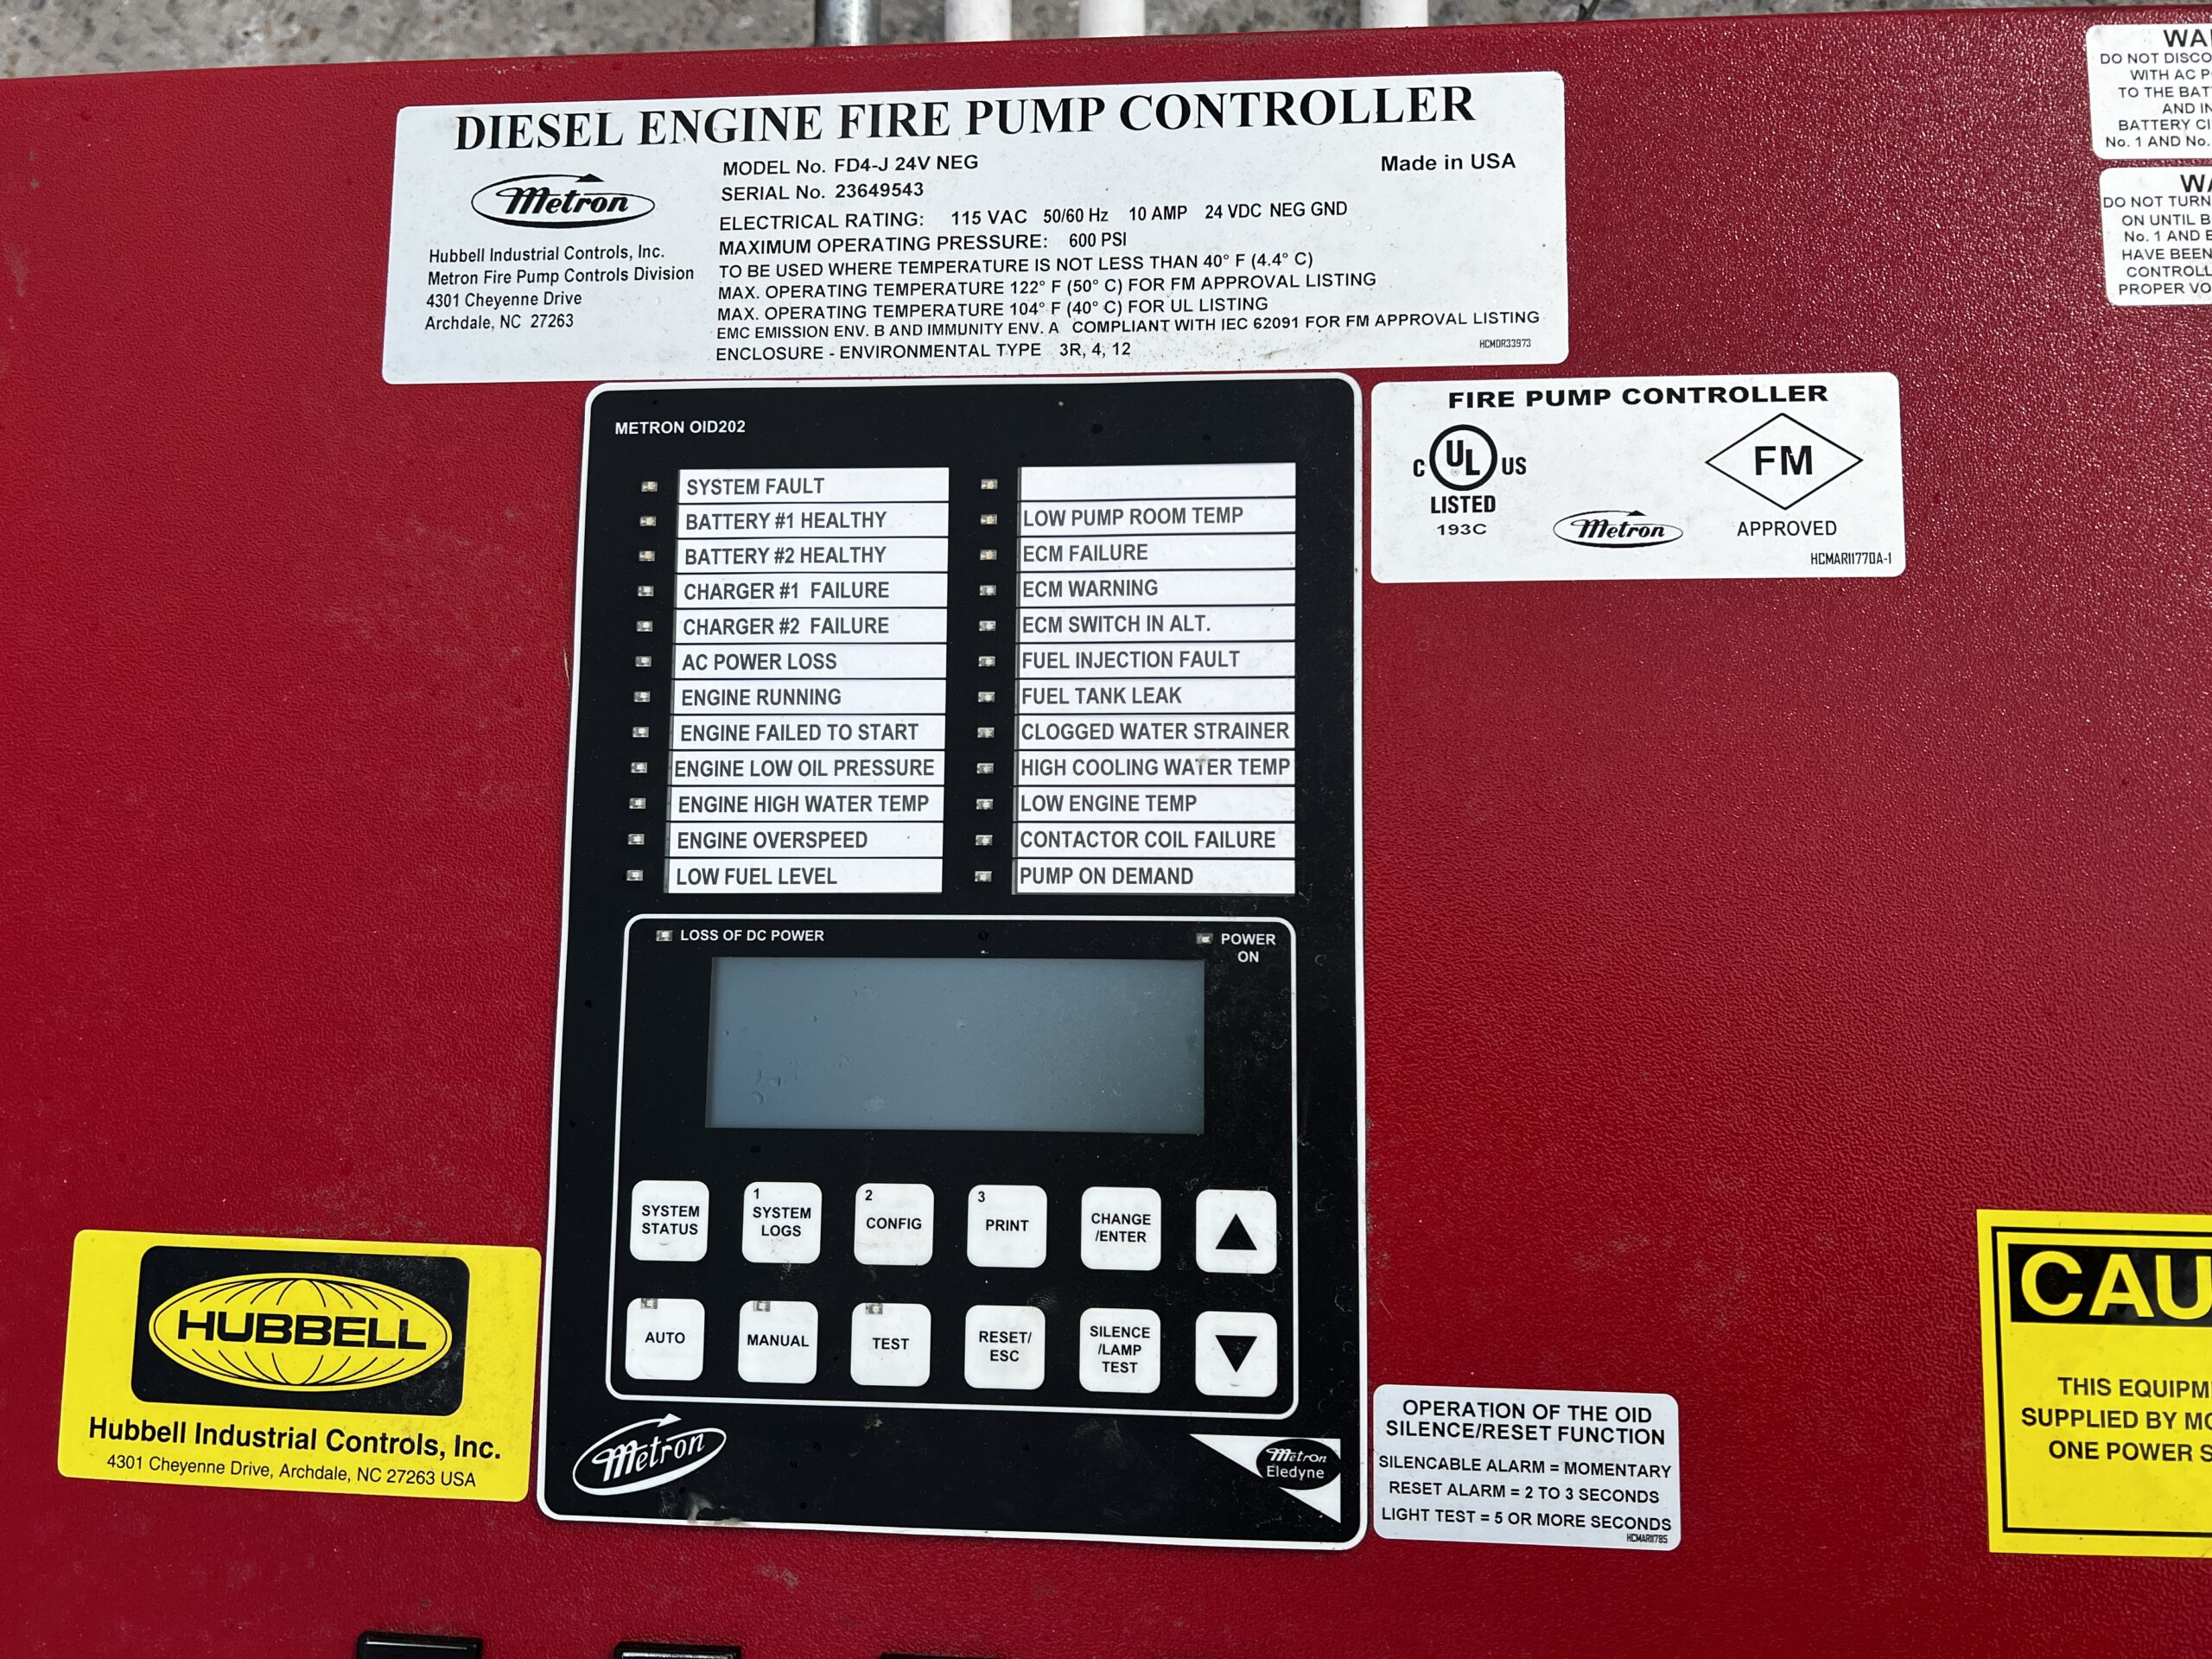 DIESEL ENGINE FIRE PUMP CONTROLLER
Metron
Hubbell Industrial Controls, Inc.
Metron Fire Pump Controls Division
4301 Cheyenne Drive
Archdale, NC 27263
MODEL No. FD4-J 24V NEG
Made in USA
SERIAL No. 23649543
ELECTRICAL RATING: 115 VAC 50/60 Hz 10 AMP 24 VDC NEG GND
MAXIMUM OPERATING PRESSURE: 600 PSI
TO BE USED WHERE TEMPERATURE IS NOT LESS THAN 40° F (4.4° C)
MAX. OPERATING TEMPERATURE 122° F (50° C) FOR FM APPROVAL LISTING
MAX. OPERATING TEMPERATURE 104° F (40° C) FOR UL LISTING
EMC EMISSION ENV. B AND IMMUNITY ENV. A COMPLIANT WITH IEC 62091 FOR FM APPROVAL LISTING
ENCLOSURE - ENVIRONMENTAL TYPE 3R, 4, 12
HCMDR33973
DO NOT DISCO
WITH AC P
TO THE BAT
AND IN
BATTERY CI
No. 1 AND No.
DO NOT TURN
ON UNTIL B
No. 1 AND
HAVE BEEN
CONTROLL
PROPER VO
FIRE PUMP CONTROLLER
C UL US
LISTED
193C
Metron
FM
APPROVED
HCMAR11770A-1
METRON OID202
SYSTEM FAULT
BATTERY #1 HEALTHY
BATTERY #2 HEALTHY
CHARGER #1 FAILURE
CHARGER #2 FAILURE
AC POWER LOSS
ENGINE RUNNING
ENGINE FAILED TO START
ENGINE LOW OIL PRESSURE
ENGINE HIGH WATER TEMP
ENGINE OVERSPEED
LOW FUEL LEVEL
LOW PUMP ROOM TEMP
ECM FAILURE
ECM WARNING
ECM SWITCH IN ALT.
FUEL INJECTION FAULT
FUEL TANK LEAK
CLOGGED WATER STRAINER
HIGH COOLING WATER TEMP
LOW ENGINE TEMP
CONTACTOR COIL FAILURE
PUMP ON DEMAND
LOSS OF DC POWER
POWER
ON
SYSTEM
STATUS
1
SYSTEM
LOGS
2
CONFIG
3
PRINT
CHANGE
/ENTER
AUTO
MANUAL
TEST
RESET/
ESC
SILENCE
/LAMP
TEST
Metron
Metron
Eledyne
HUBBELL
Hubbell Industrial Controls, Inc.
4301 Cheyenne Drive, Archdale, NC 27263 USA
OPERATION OF THE OID
SILENCE/RESET FUNCTION
SILENCABLE ALARM = MOMENTARY
RESET ALARM = 2 TO 3 SECONDS
LIGHT TEST = 5 OR MORE SECONDS
HCMAR11785
CAU
THIS EQUIPM
SUPPLIED BY MO
ONE POWER S